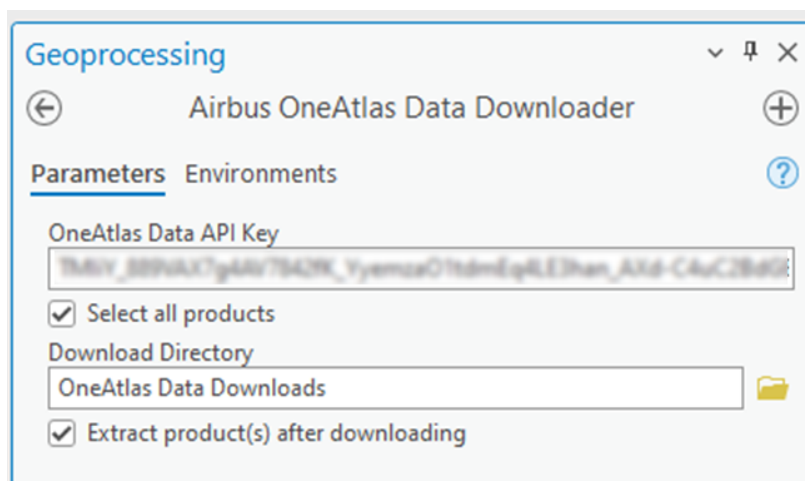 Geoprocessing
Airbus OneAtlas Data Downloader
Parameters Environments
OneAtlas Data API Key
Select all products
Download Directory
OneAtlas Data Downloads
Extract product(s) after downloading